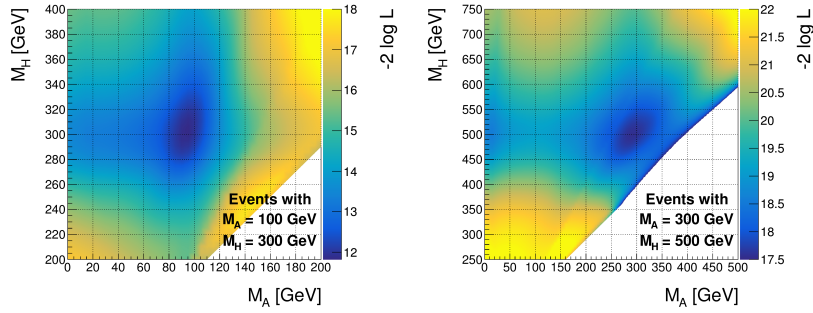 M_H [GeV]
400
380
360
340
320
300
280
260
240
220
200
0 20 40 60 80 100 120 140 160 180 200
M_A [GeV]
Events with
M_A = 100 GeV
M_H = 300 GeV
18
17
16
15
14
13
12
-2 log L
M_H [GeV]
750
700
650
600
550
500
450
400
350
300
250
0 50 100 150 200 250 300 350 400 450 500
M_A [GeV]
Events with
M_A = 300 GeV
M_H = 500 GeV
22
21.5
21
20.5
20
19.5
19
18.5
18
17.5
-2 log L